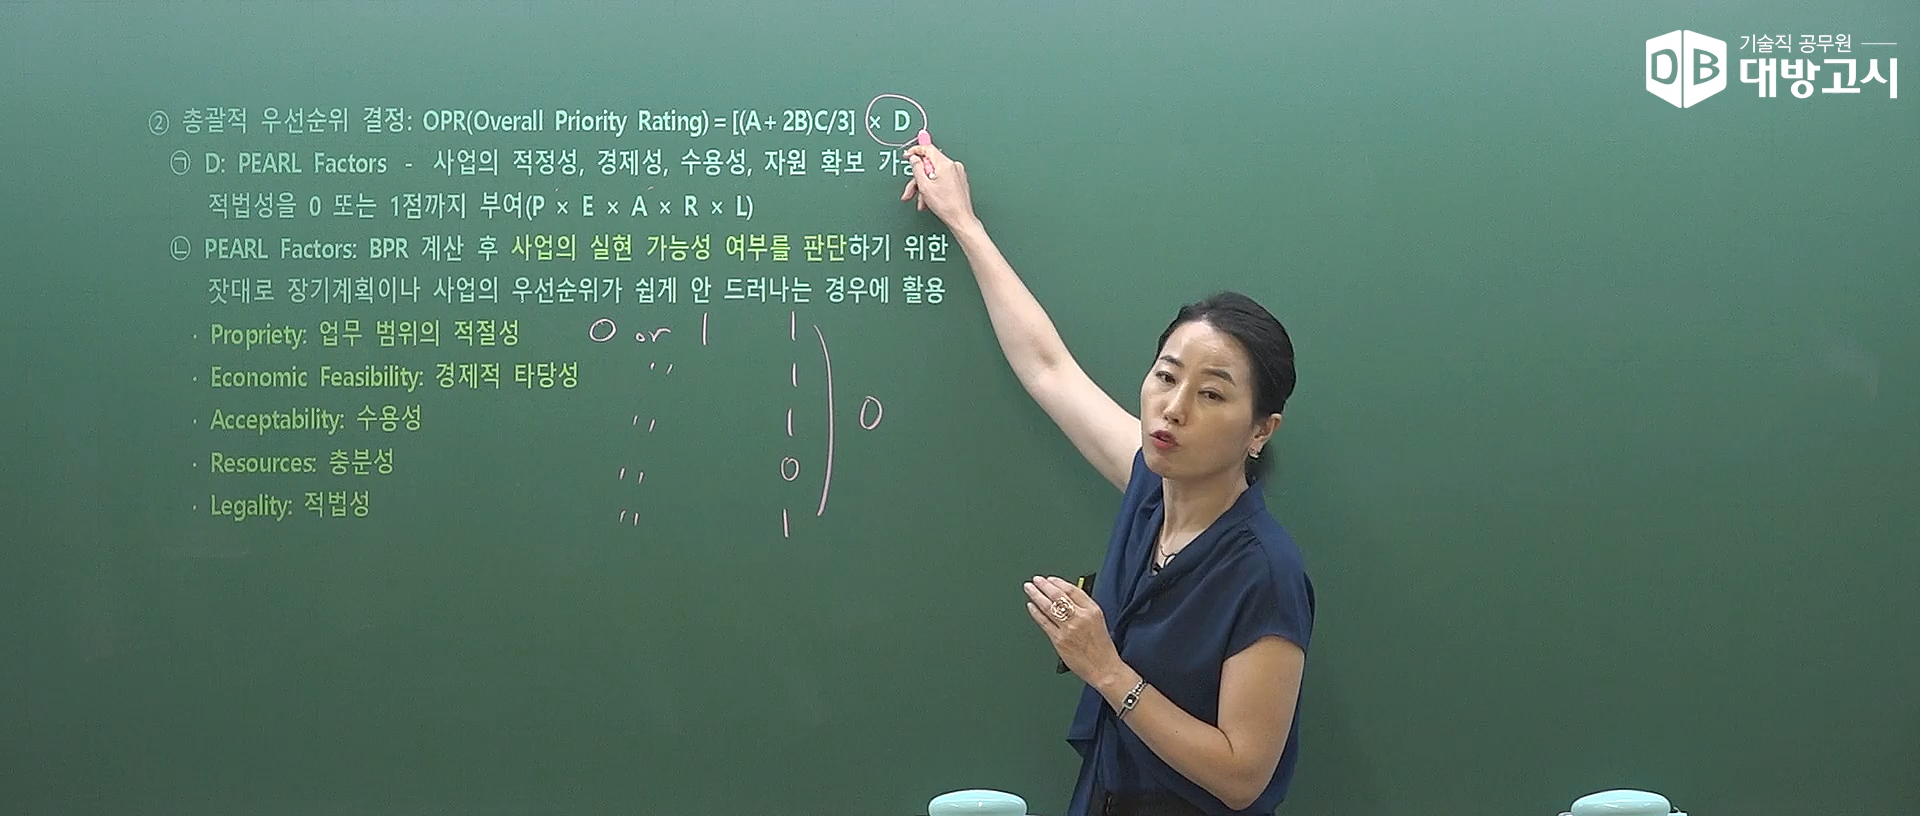 기술직 공무원
DB 대방고시
② 총괄적 우선순위 결정: OPR(Overall Priority Rating) = [(A + 2B)C/3] × D
㉠ D: PEARL Factors - 사업의 적정성, 경제성, 수용성, 자원 확보
적법성을 0 또는 1점까지 부여(P × E × A × R × L)
㉡ PEARL Factors: BPR 계산 후 사업의 실현 가능성 여부를 판단하기 위한
잣대로 장기계획이나 사업의 우선순위가 쉽게 안 드러나는 경우에 활용
· Propriety: 업무 범위의 적절성 0 or 1 1
· Economic Feasibility: 경제적 타당성 〃 1
· Acceptability: 수용성 〃 1 0
· Resources: 충분성 〃 0
· Legality: 적법성 〃 1